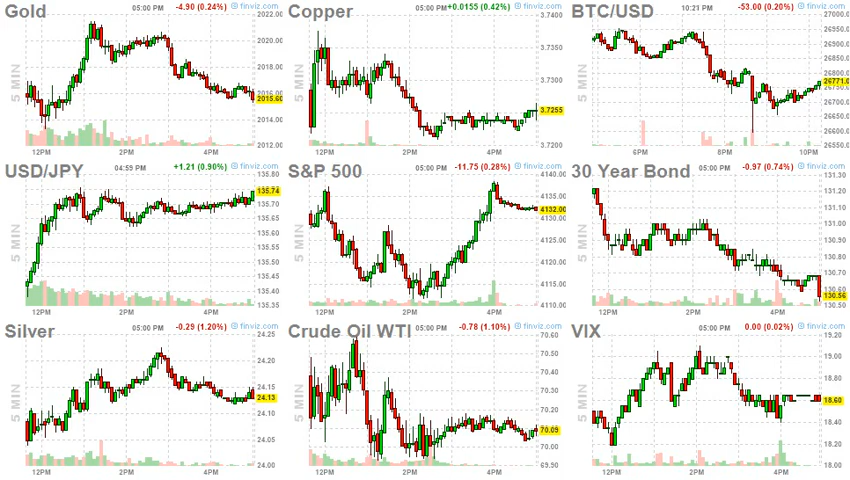 Gold 05:00 PM -4.90 (0.24%) finviz.com
5 MIN
2022.00
2020.00
2018.00
2016.00
2015.60
2014.00
2012.00
12PM 2PM 4PM
Copper 05:00 PM +0.0155 (0.42%) finviz.com
5 MIN
3.7400
3.7300
3.7255
3.7200
12PM 2PM 4PM
BTC/USD 10:21 PM -53.00 (0.20%) finviz.com
5 MIN
27000.0
26950.0
26900.0
26850.0
26800.0
26771.0
26700.0
26650.0
26600.0
26550.0
6PM 8PM 10PM
USD/JPY 04:59 PM +1.21 (0.90%) finviz.com
5 MIN
135.80
135.74
135.70
135.65
135.60
135.55
135.50
135.45
135.40
135.35
12PM 2PM 4PM
S&P 500 05:00 PM -11.75 (0.28%) finviz.com
5 MIN
4140.00
4135.00
4132.00
4130.00
4125.00
4120.00
4115.00
4110.00
12PM 2PM 4PM
30 Year Bond 05:00 PM -0.97 (0.74%) finviz.com
5 MIN
131.30
131.20
131.10
131.00
130.90
130.80
130.70
130.60
130.56
130.50
12PM 2PM 4PM
Silver 05:00 PM -0.29 (1.20%) finviz.com
5 MIN
24.25
24.20
24.15
24.13
24.10
24.05
24.00
12PM 2PM 4PM
Crude Oil WTI 05:00 PM -0.78 (1.10%) finviz.com
5 MIN
70.60
70.50
70.40
70.30
70.20
70.09
70.00
12PM 2PM 4PM
VIX 05:00 PM 0.00 (0.02%) finviz.com
5 MIN
19.00
18.80
18.60
18.40
18.20
18.00
12PM 2PM 4PM